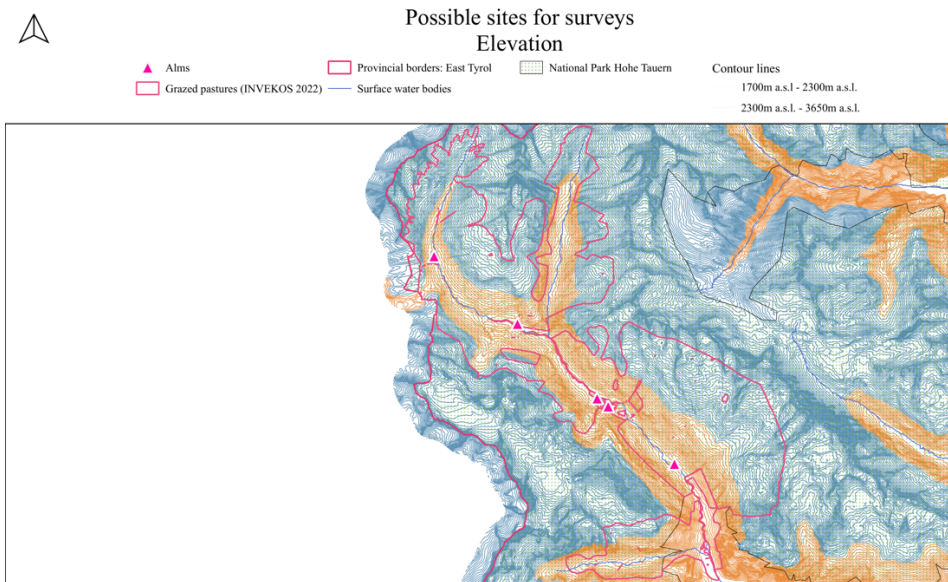 Possible sites for surveys
Elevation
Alms
Provincial borders: East Tyrol
National Park Hohe Tauern
Contour lines
Grazed pastures (INVEKOS 2022)
Surface water bodies
1700m a.s.l - 2300m a.s.l.
2300m a.s.l. - 3650m a.s.l.